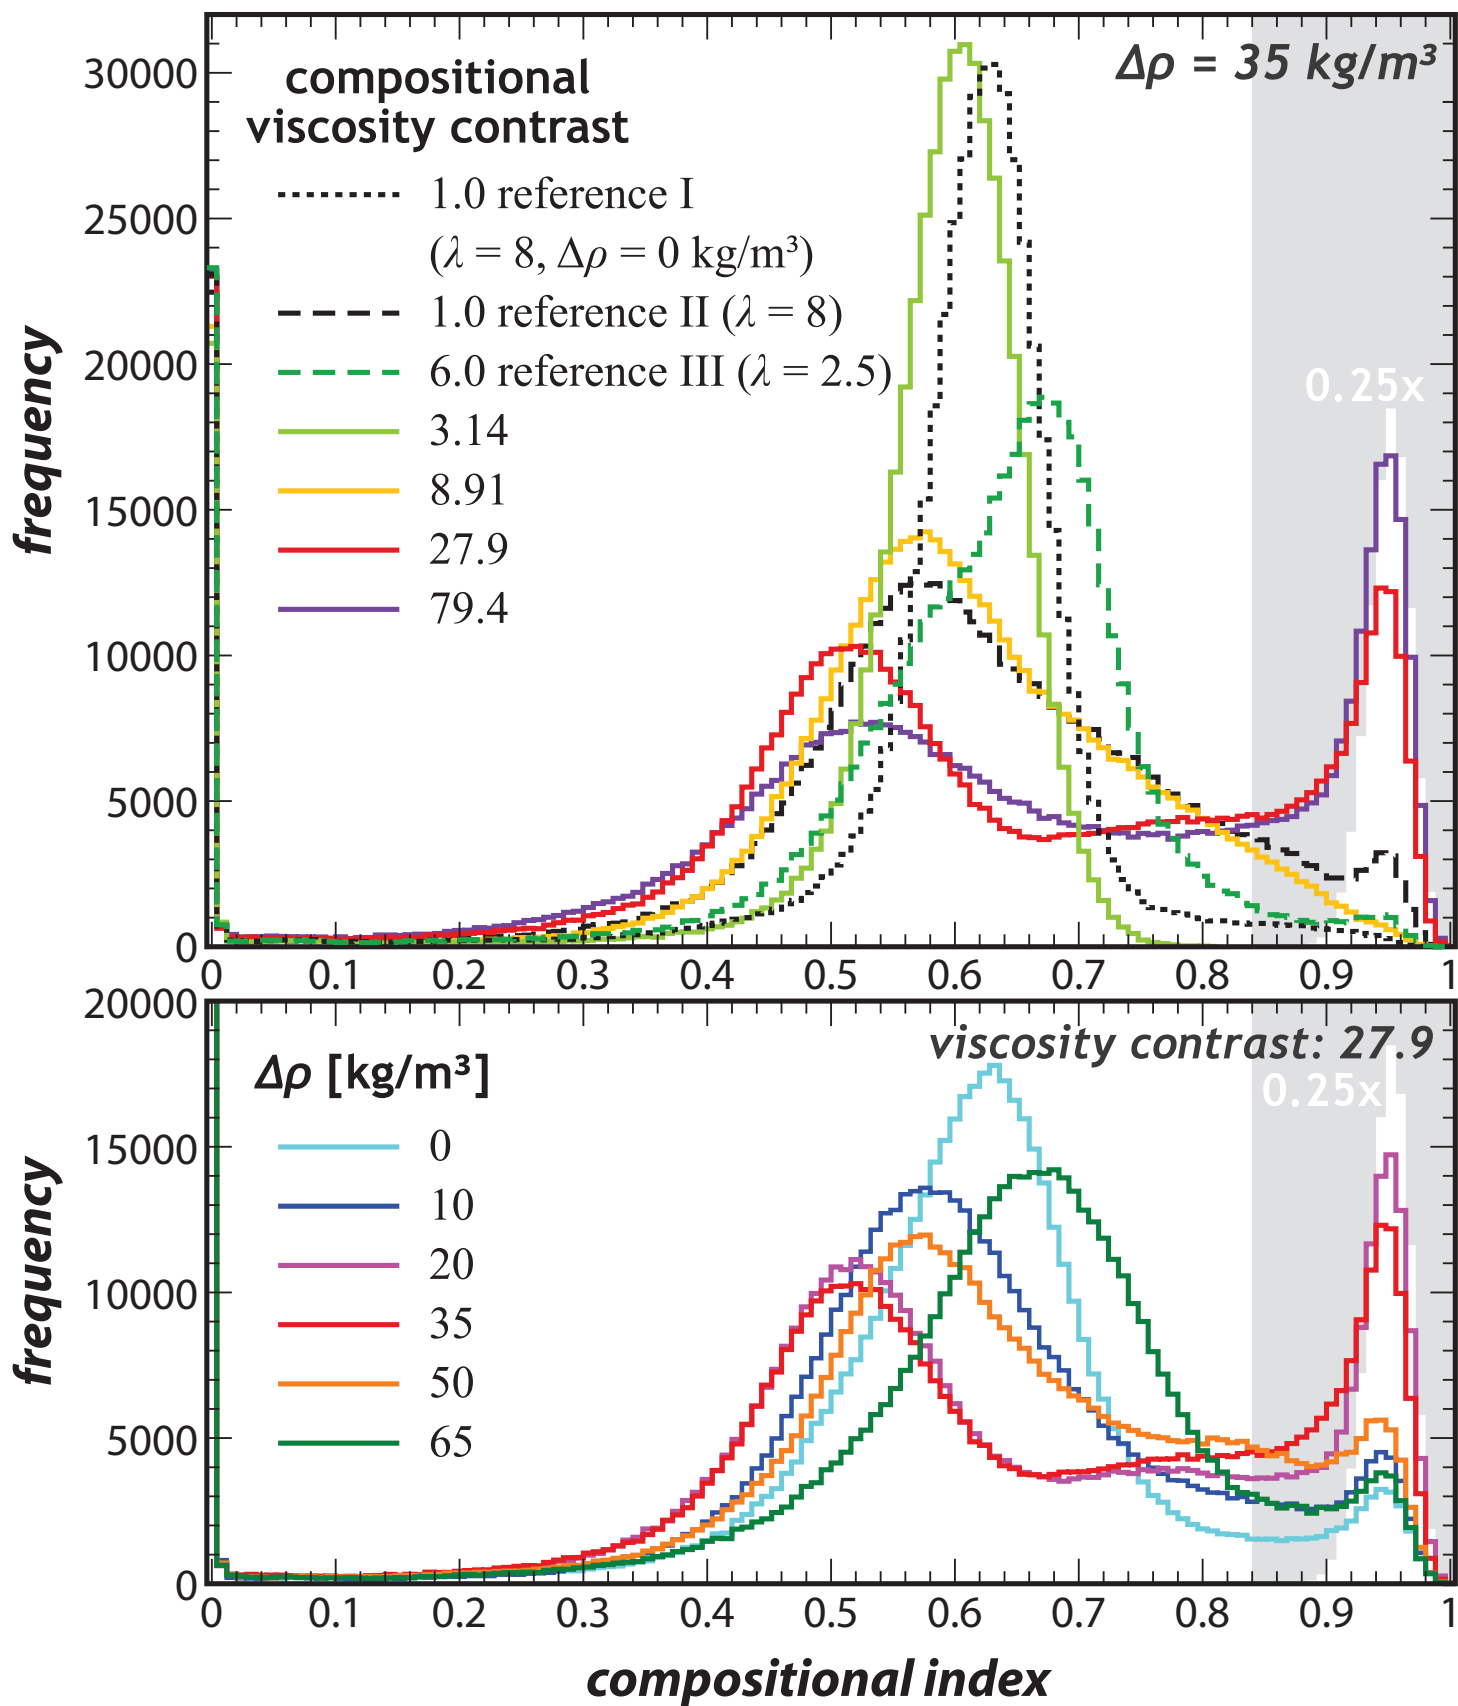 Δρ = 35 kg/m³
compositional
viscosity contrast
1.0 reference I
(λ = 8, Δρ = 0 kg/m³)
1.0 reference II (λ = 8)
6.0 reference III (λ = 2.5)
3.14
8.91
27.9
79.4
0.25x
frequency
30000
25000
20000
15000
10000
5000
0
0 0.1 0.2 0.3 0.4 0.5 0.6 0.7 0.8 0.9 1
viscosity contrast: 27.9
0.25x
Δρ [kg/m³]
0
10
20
35
50
65
frequency
20000
15000
10000
5000
0
0 0.1 0.2 0.3 0.4 0.5 0.6 0.7 0.8 0.9 1
compositional index